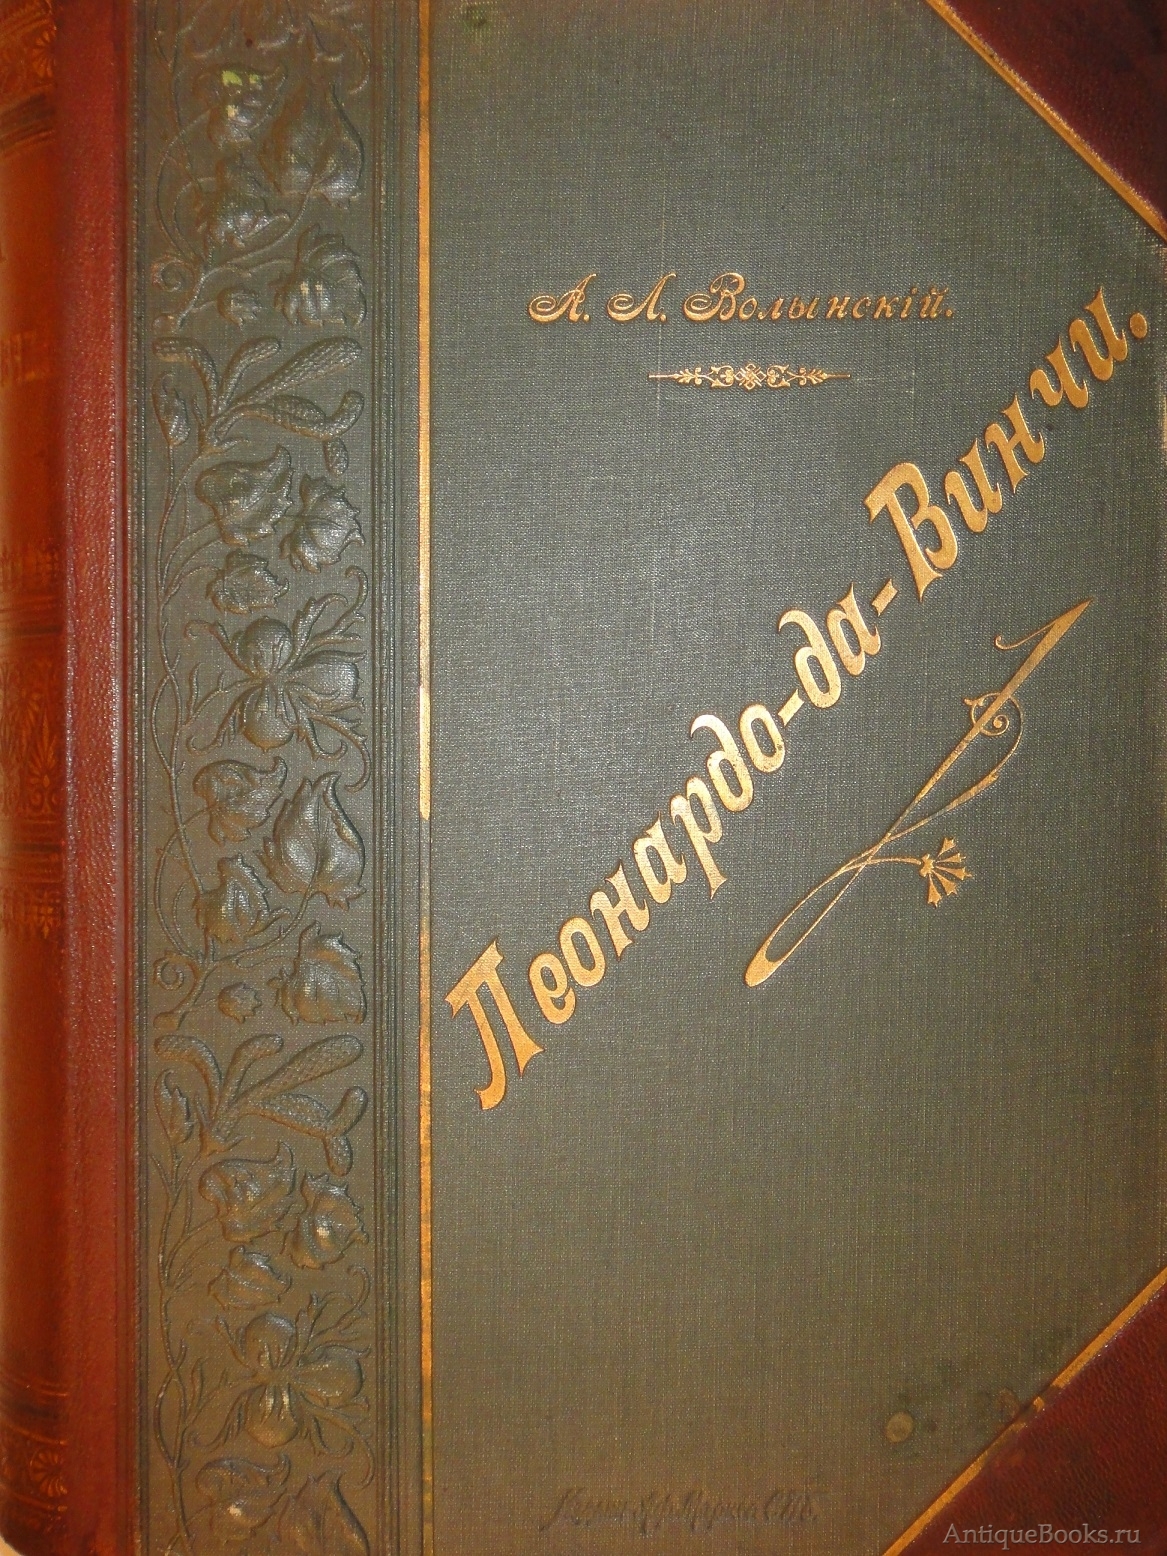 А. Л. Волынскій.
Леонардо-да-Винчи.
AntiqueBooks.ru